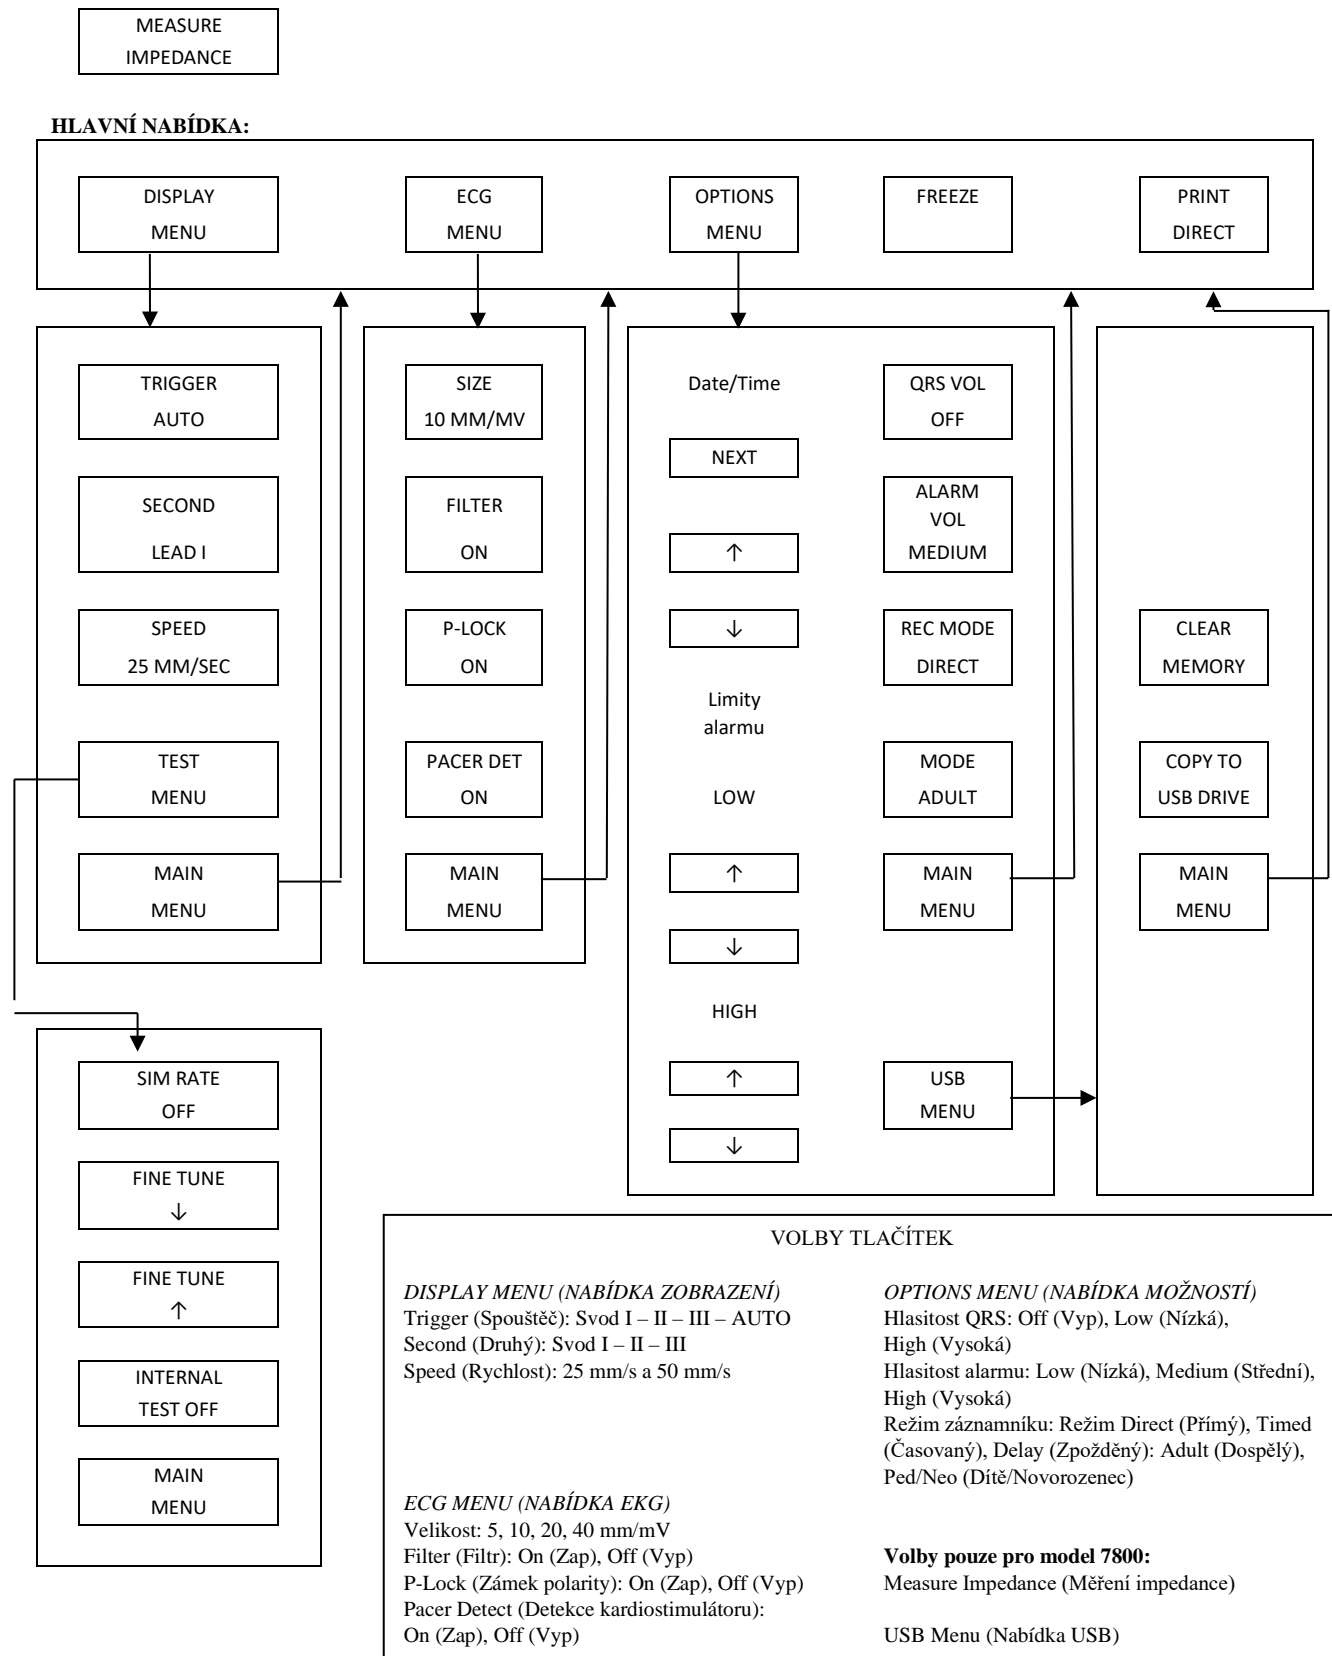 MEASURE
IMPEDANCE
HLAVNÍ NABÍDKA:
DISPLAY
MENU
ECG
MENU
OPTIONS
MENU
FREEZE
PRINT
DIRECT
TRIGGER
AUTO
SECOND
LEAD I
SPEED
25 MM/SEC
TEST
MENU
MAIN
MENU
SIZE
10 MM/MV
FILTER
ON
P-LOCK
ON
PACER DET
ON
MAIN
MENU
Date/Time
NEXT
↑
↓
Limity
alarmu
LOW
↑
↓
HIGH
↑
↓
QRS VOL
OFF
ALARM
VOL
MEDIUM
REC MODE
DIRECT
MODE
ADULT
MAIN
MENU
USB
MENU
CLEAR
MEMORY
COPY TO
USB DRIVE
MAIN
MENU
SIM RATE
OFF
FINE TUNE
↓
FINE TUNE
↑
INTERNAL
TEST OFF
MAIN
MENU
VOLBY TLAČÍTEK
DISPLAY MENU (NABÍDKA ZOBRAZENÍ)
Trigger (Spouštěč): Svod I – II – III – AUTO
Second (Druhý): Svod I – II – III
Speed (Rychlost): 25 mm/s a 50 mm/s
ECG MENU (NABÍDKA EKG)
Velikost: 5, 10, 20, 40 mm/mV
Filter (Filtr): On (Zap), Off (Vyp)
P-Lock (Zámek polarity): On (Zap), Off (Vyp)
Pacer Detect (Detekce kardiostimulátoru):
On (Zap), Off (Vyp)
OPTIONS MENU (NABÍDKA MOŽNOSTÍ)
Hlasitost QRS: Off (Vyp), Low (Nízká),
High (Vysoká)
Hlasitost alarmu: Low (Nízká), Medium (Střední),
High (Vysoká)
Režim záznamníku: Režim Direct (Přímý), Timed
(Časovaný), Delay (Zpožděný): Adult (Dospělý),
Ped/Neo (Dítě/Novorozenec)
Volby pouze pro model 7800:
Measure Impedance (Měření impedance)
USB Menu (Nabídka USB)